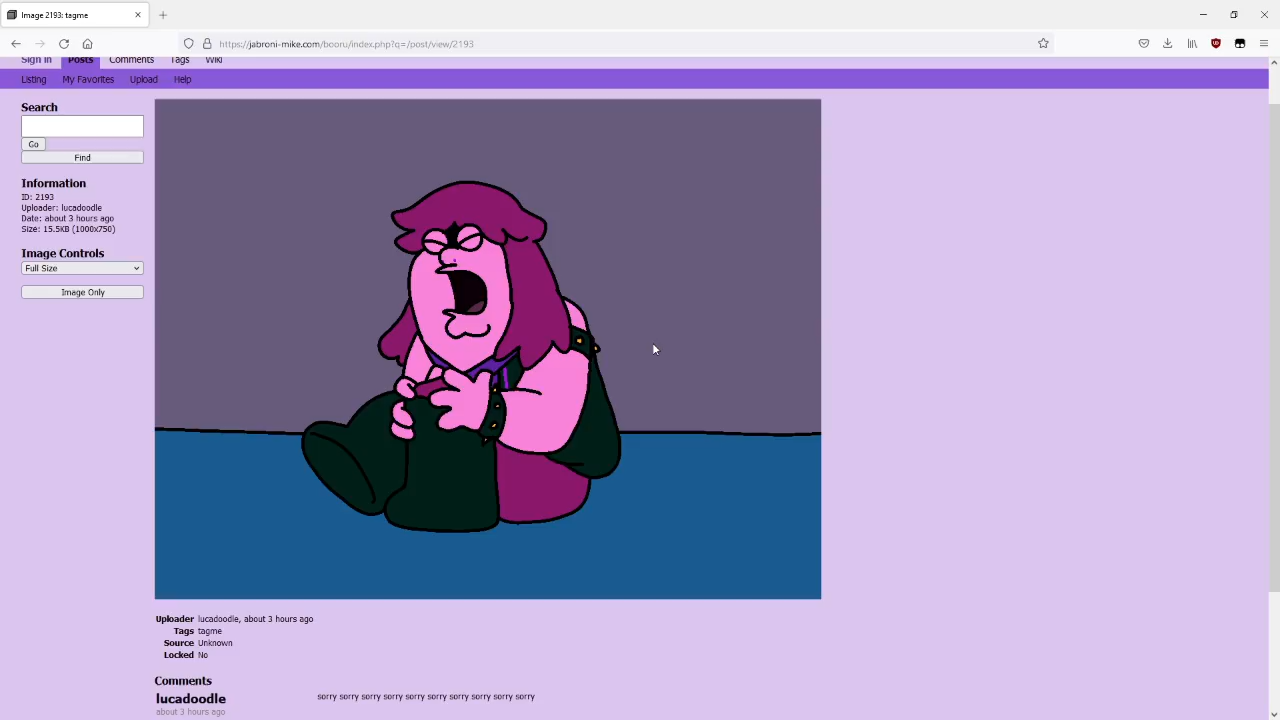 Image 2193: tagme
https://jabroni-mike.com/booru/index.php?q=/post/view/2193
Sign In Posts Comments Tags Wiki
Listing My Favorites Upload Help
Search
Go
Find
Information
ID: 2193
Uploader: lucadoodle
Date: about 3 hours ago
Size: 15.5KB (1000x750)
Image Controls
Full Size
Image Only
Uploader lucadoodle, about 3 hours ago
Tags tagme
Source Unknown
Locked No
Comments
lucadoodle sorry sorry sorry sorry sorry sorry sorry sorry sorry sorry
about 3 hours ago